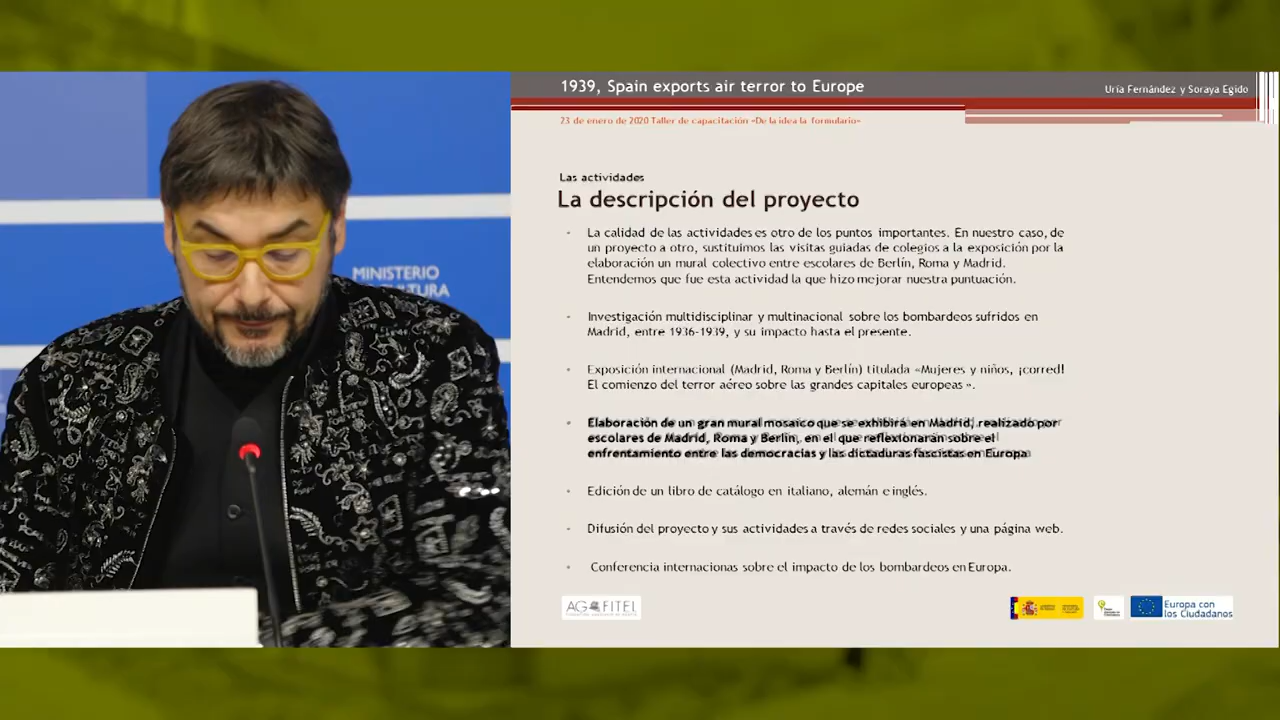 1939, Spain exports air terror to Europe
Uría Fernández y Soraya Egido
23 de enero de 2020 Taller de capacitación «De la idea la formulario»
Las actividades
La descripción del proyecto
La calidad de las actividades es otro de los puntos importantes. En nuestro caso, de
un proyecto a otro, sustituimos las visitas guiadas de colegios a la exposición por la
elaboración un mural colectivo entre escolares de Berlín, Roma y Madrid.
Entendemos que fue esta actividad la que hizo mejorar nuestra puntuación.
Investigación multidisciplinar y multinacional sobre los bombardeos sufridos en
Madrid, entre 1936-1939, y su impacto hasta el presente.
Exposición internacional (Madrid, Roma y Berlín) titulada «Mujeres y niños, ¡corred!
El comienzo del terror aéreo sobre las grandes capitales europeas ».
Elaboración de un gran mural mosaico que se exhibirá en Madrid, realizado por
escolares de Madrid, Roma y Berlín, en el que reflexionarán sobre el
enfrentamiento entre las democracias y las dictaduras fascistas en Europa
Edición de un libro de catálogo en italiano, alemán e inglés.
Difusión del proyecto y sus actividades a través de redes sociales y una página web.
Conferencia internacionas sobre el impacto de los bombardeos en Europa.
MINISTERIO
CULTURA
AGOFITEL
Europa con
los Ciudadanos